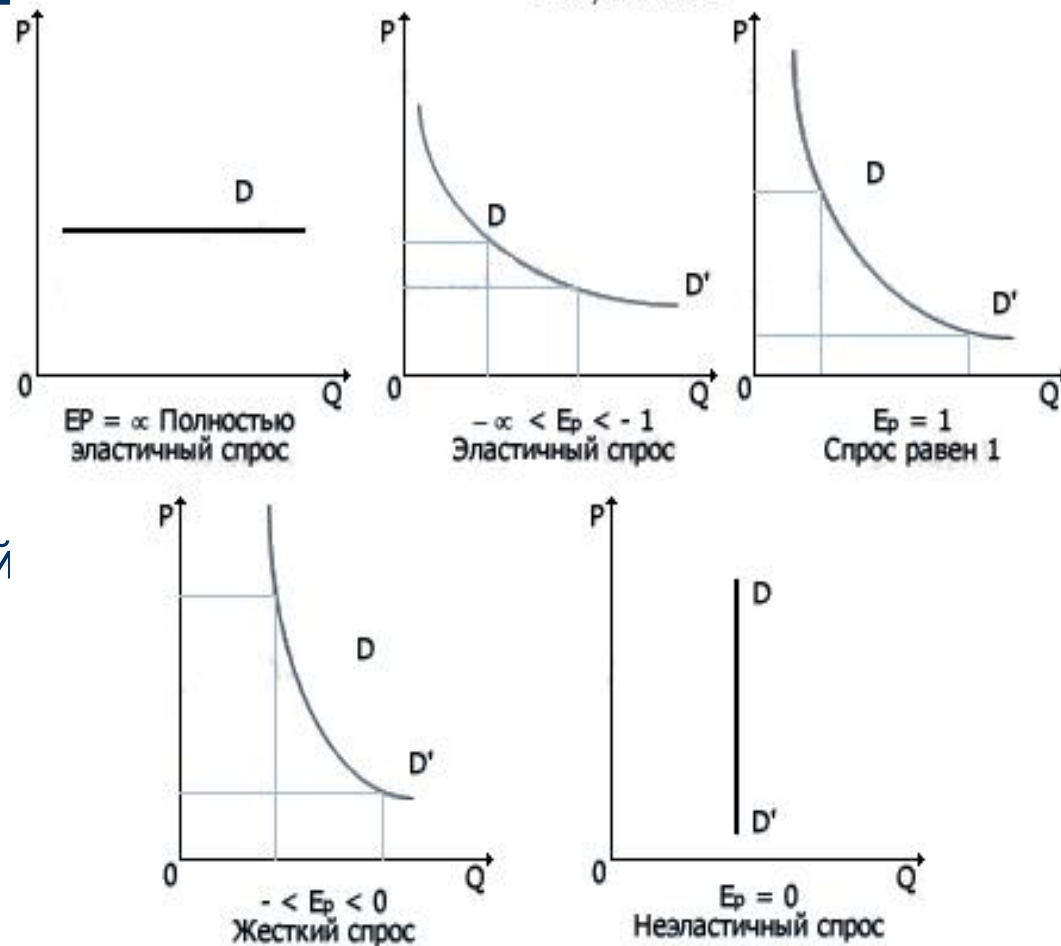 P
D
0
Q
EP = ∝ Полностью
эластичный спрос
P
D
D'
0
Q
– ∝ < Ep < - 1
Эластичный спрос
P
D
D'
0
Q
Ep = 1
Спрос равен 1
й
P
D
D'
0
Q
- < Ep < 0
Жесткий спрос
P
D
D'
0
Q
Ep = 0
Неэластичный спрос